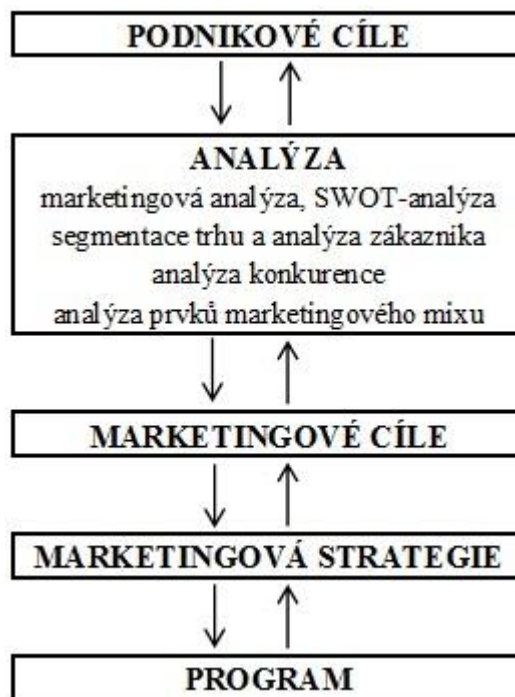 PODNIKOVÉ CÍLE
ANALÝZA
marketingová analýza, SWOT-analýza
segmentace trhu a analýza zákazníka
analýza konkurence
analýza prvků marketingového mixu
MARKETINGOVÉ CÍLE
MARKETINGOVÁ STRATEGIE
PROGRAM